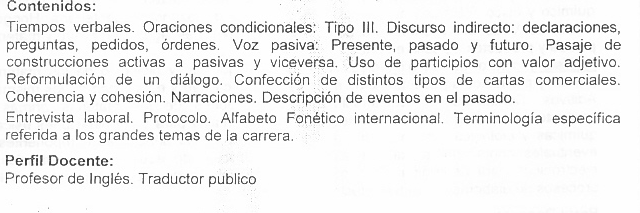 Contenidos:
Tiempos verbales. Oraciones condicionales: Tipo III. Discurso indirecto: declaraciones,
preguntas, pedidos, órdenes. Voz pasiva: Presente, pasado y futuro. Pasaje de
construcciones activas a pasivas y viceversa. Uso de participios con valor adjetivo.
Reformulación de un diálogo. Confección de distintos tipos de cartas comerciales.
Coherencia y cohesión. Narraciones. Descripción de eventos en el pasado.
Entrevista laboral. Protocolo. Alfabeto Fonético internacional. Terminología específica
referida a los grandes temas de la carrera.
Perfil Docente:
Profesor de Inglés. Traductor publico